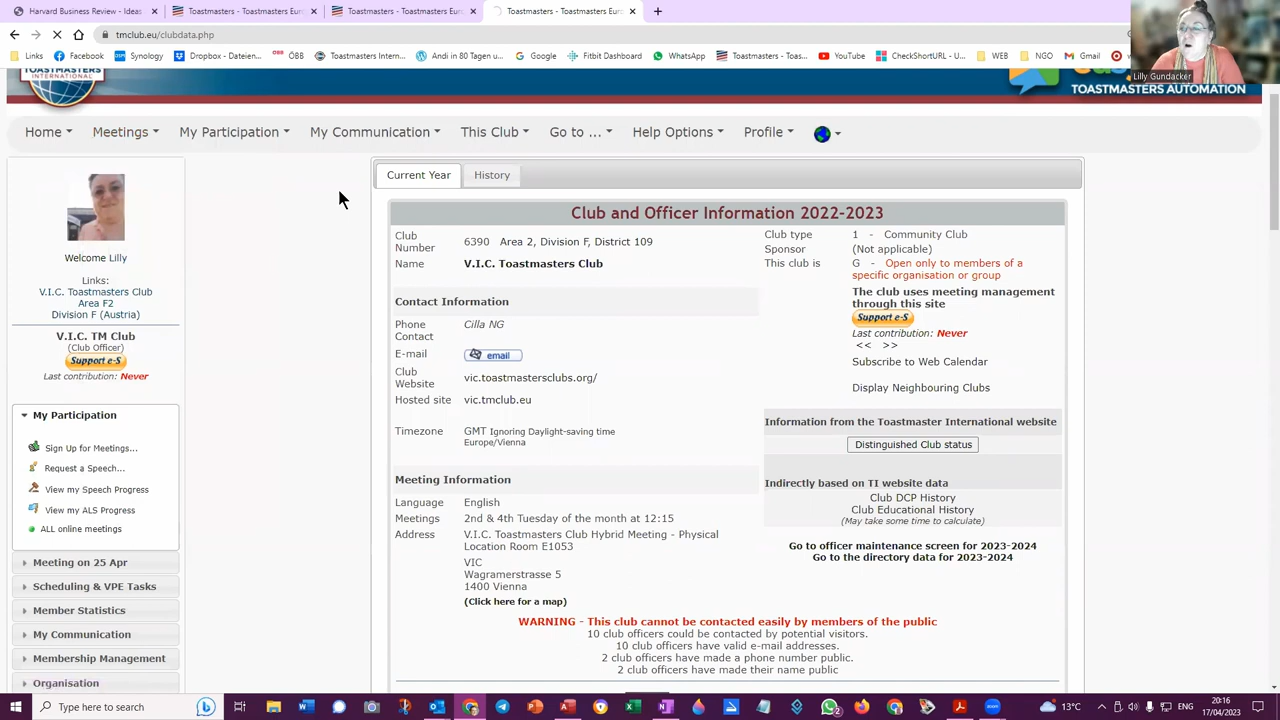 Harvard Business Review - Ideas
Toastmasters - Toastmasters Euro
Toastmasters - Toastmasters Euro
Toastmasters - Toastmasters Euro
tmclub.eu/clubdata.php
Links
Facebook
Synology
Dropbox - Dateien...
ÖBB
Toastmasters Intern...
Andi in 80 Tagen u...
Google
Fitbit Dashboard
WhatsApp
Toastmasters - Toas...
YouTube
CheckShortURL - U...
WEB
NGO
Gmail
Lilly Gundacker
TOASTMASTERS
INTERNATIONAL
TOASTMASTERS AUTOMATION
Home
Meetings
My Participation
My Communication
This Club
Go to ...
Help Options
Profile
Welcome Lilly
Links:
V.I.C. Toastmasters Club
Area F2
Division F (Austria)
V.I.C. TM Club
(Club Officer)
Support e-S
Last contribution: Never
My Participation
Sign Up for Meetings...
Request a Speech...
View my Speech Progress
View my ALS Progress
ALL online meetings
Meeting on 25 Apr
Scheduling & VPE Tasks
Member Statistics
My Communication
Membership Management
Organisation
Current Year
History
Club and Officer Information 2022-2023
Club Number
6390 Area 2, Division F, District 109
Name
V.I.C. Toastmasters Club
Contact Information
Phone Contact
Cilla NG
E-mail
email
Club Website
vic.toastmastersclubs.org/
Hosted site
vic.tmclub.eu
Timezone
GMT Ignoring Daylight-saving time
Europe/Vienna
Meeting Information
Language
English
Meetings
2nd & 4th Tuesday of the month at 12:15
Address
V.I.C. Toastmasters Club Hybrid Meeting - Physical
Location Room E1053
VIC
Wagramerstrasse 5
1400 Vienna
(Click here for a map)
Club type
1 - Community Club
Sponsor
(Not applicable)
This club is
G - Open only to members of a
specific organisation or group
The club uses meeting management
through this site
Support e-S
Last contribution: Never
<< >>
Subscribe to Web Calendar
Display Neighbouring Clubs
Information from the Toastmaster International website
Distinguished Club status
Indirectly based on TI website data
Club DCP History
Club Educational History
(May take some time to calculate)
Go to officer maintenance screen for 2023-2024
Go to the directory data for 2023-2024
WARNING - This club cannot be contacted easily by members of the public
10 club officers could be contacted by potential visitors.
10 club officers have valid e-mail addresses.
2 club officers have made a phone number public.
2 club officers have made their name public
Type here to search
13°C
ENG
20:16
17/04/2023